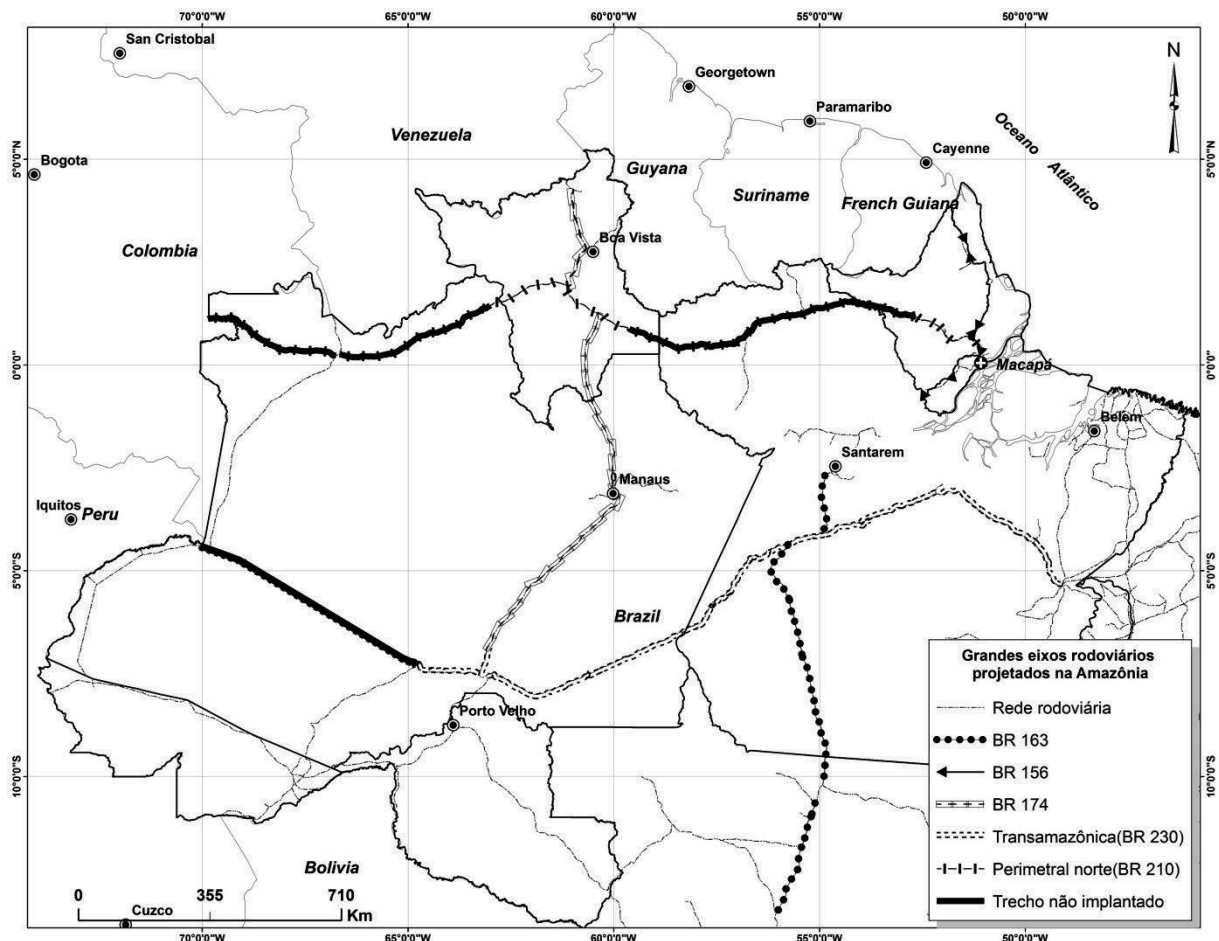 70°0'0"W
65°0'0"W
60°0'0"W
55°0'0"W
50°0'0"W
San Cristobal
N
Georgetown
Paramaribo
Oceano
Atlântico
Venezuela
Cayenne
5°0'0"N
Bogota
Guyana
5°0'0"N
Suriname
French Guiana
Colombia
Boa Vista
0°0'0"
Macapá
0°0'0"
Belém
Santarem
Manaus
Iquitos
Peru
5°0'0"S
5°0'0"S
Brazil
Grandes eixos rodoviários
projetados na Amazônia
Rede rodoviária
BR 163
BR 156
BR 174
Transamazônica(BR 230)
Perimetral norte(BR 210)
Trecho não implantado
Porto Velho
10°0'0"S
10°0'0"S
Bolivia
0 355 710
Km
Cuzco
70°0'0"W
65°0'0"W
60°0'0"W
55°0'0"W
50°0'0"W